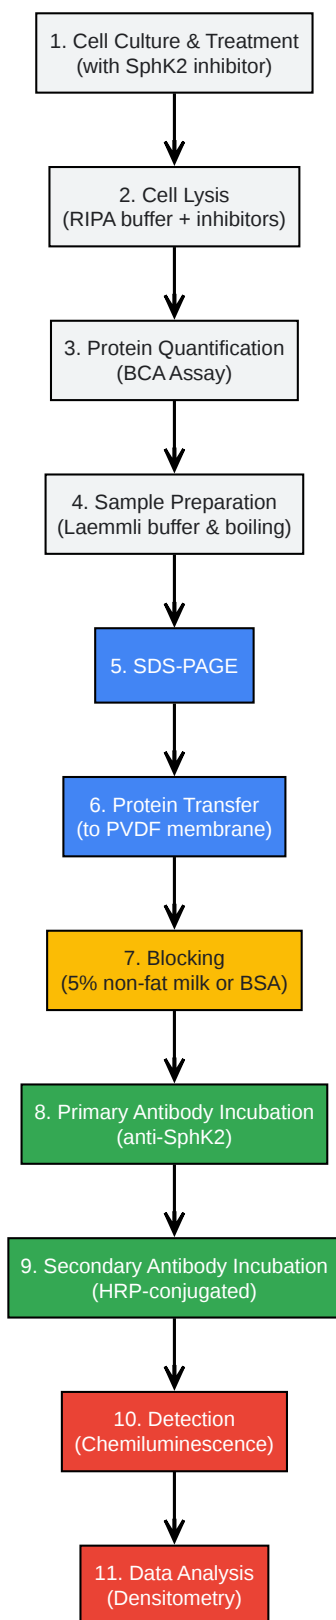 1. Cell Culture & Treatment
(with SphK2 inhibitor)
2. Cell Lysis
(RIPA buffer + inhibitors)
3. Protein Quantification
(BCA Assay)
4. Sample Preparation
(Laemmli buffer & boiling)
5. SDS-PAGE
6. Protein Transfer
(to PVDF membrane)
7. Blocking
(5% non-fat milk or BSA)
8. Primary Antibody Incubation
(anti-SphK2)
9. Secondary Antibody Incubation
(HRP-conjugated)
10. Detection
(Chemiluminescence)
11. Data Analysis
(Densitometry)